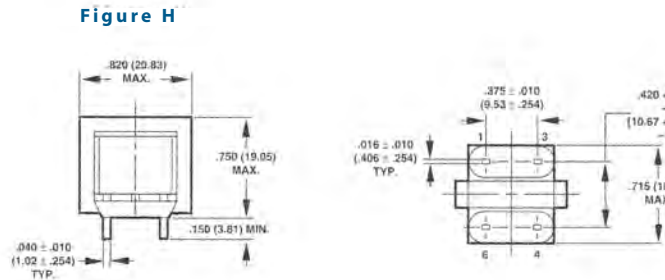 Figure H
.820 (20.83)
MAX.
.750 (19.05)
MAX.
.150 (3.81) MIN.
.040 ± .010
(1.02 ± .254)
TYP.
.375 ± .010
(9.53 ± .254)
.420
(10.67
1 3
.016 ± .010
(.406 ± .254)
TYP.
.715
MA
6 4